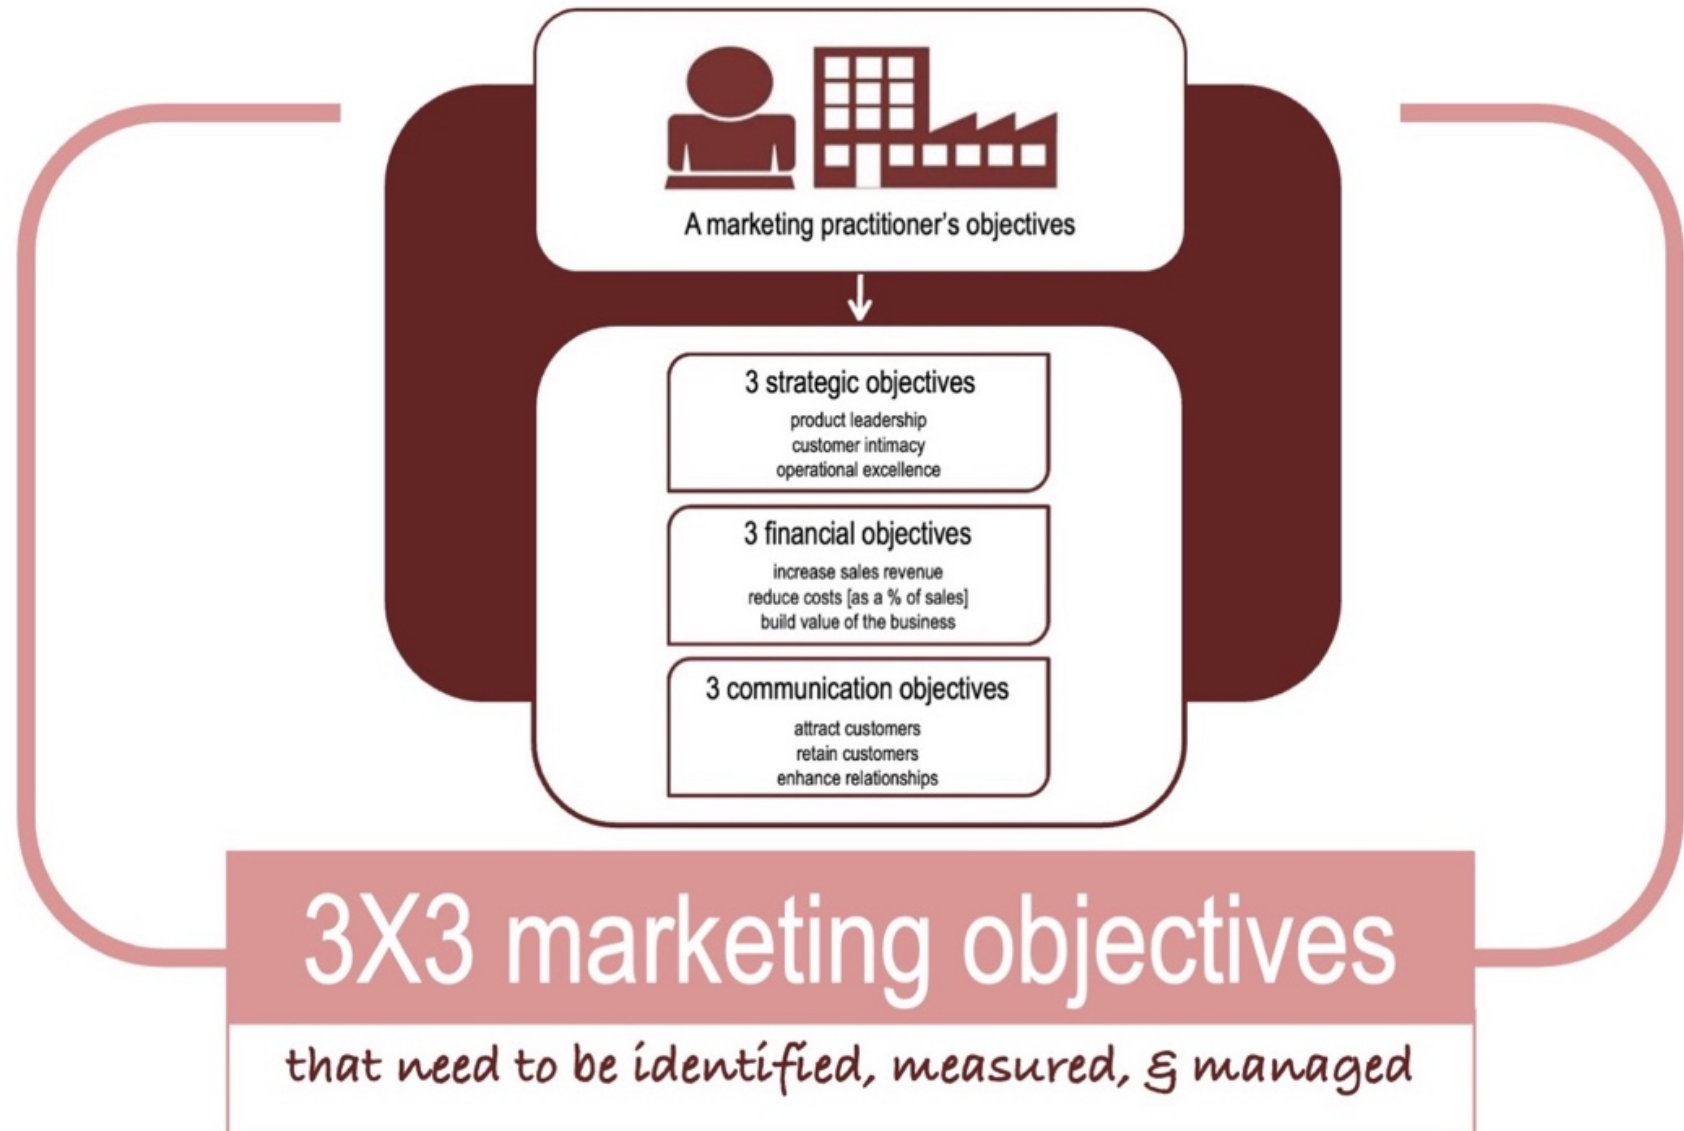 A marketing practitioner's objectives
3 strategic objectives
product leadership
customer intimacy
operational excellence
3 financial objectives
increase sales revenue
reduce costs [as a % of sales]
build value of the business
3 communication objectives
attract customers
retain customers
enhance relationships
3X3 marketing objectives
that need to be identified, measured, & managed